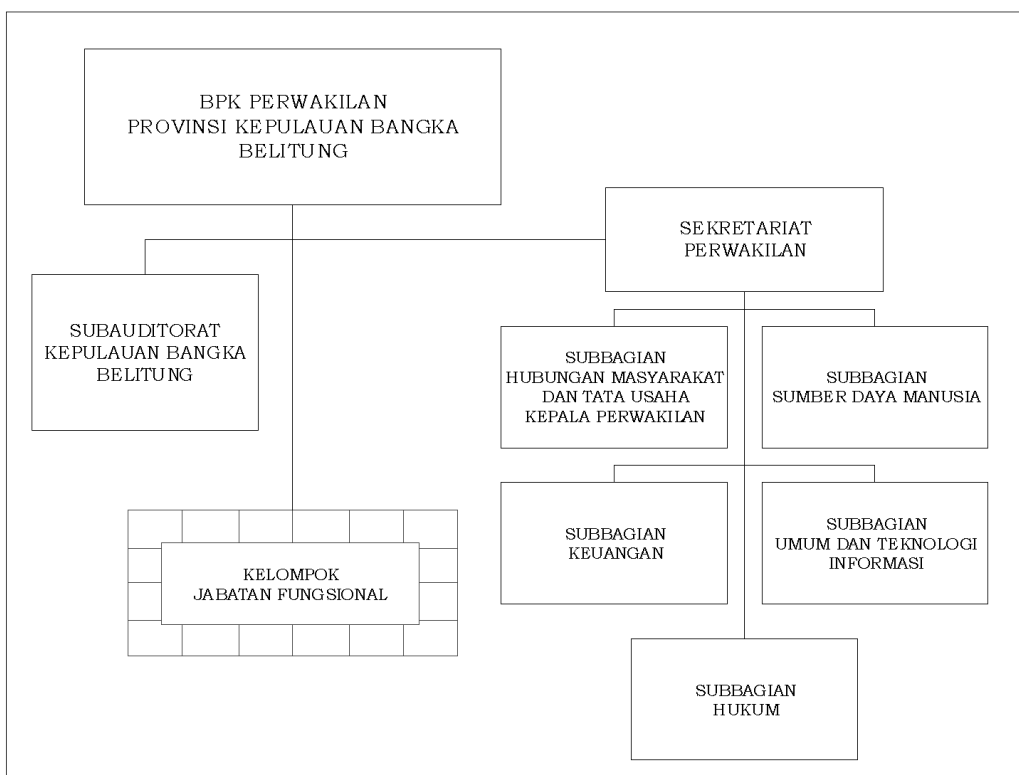 BPK PERWAKILAN
PROVINSI KEPULAUAN BANGKA
BELITUNG
SEKRETARIAT
PERWAKILAN
SUBAUDITORAT
KEPULAUAN BANGKA
BELITUNG
SUBBAGIAN
HUBUNGAN MASYARAKAT
DAN TATA USAHA
KEPALA PERWAKILAN
SUBBAGIAN
SUMBER DAYA MANUSIA
SUBBAGIAN
KEUANGAN
SUBBAGIAN
UMUM DAN TEKNOLOGI
INFORMASI
KELOMPOK
JABATAN FUNGSIONAL
SUBBAGIAN
HUKUM